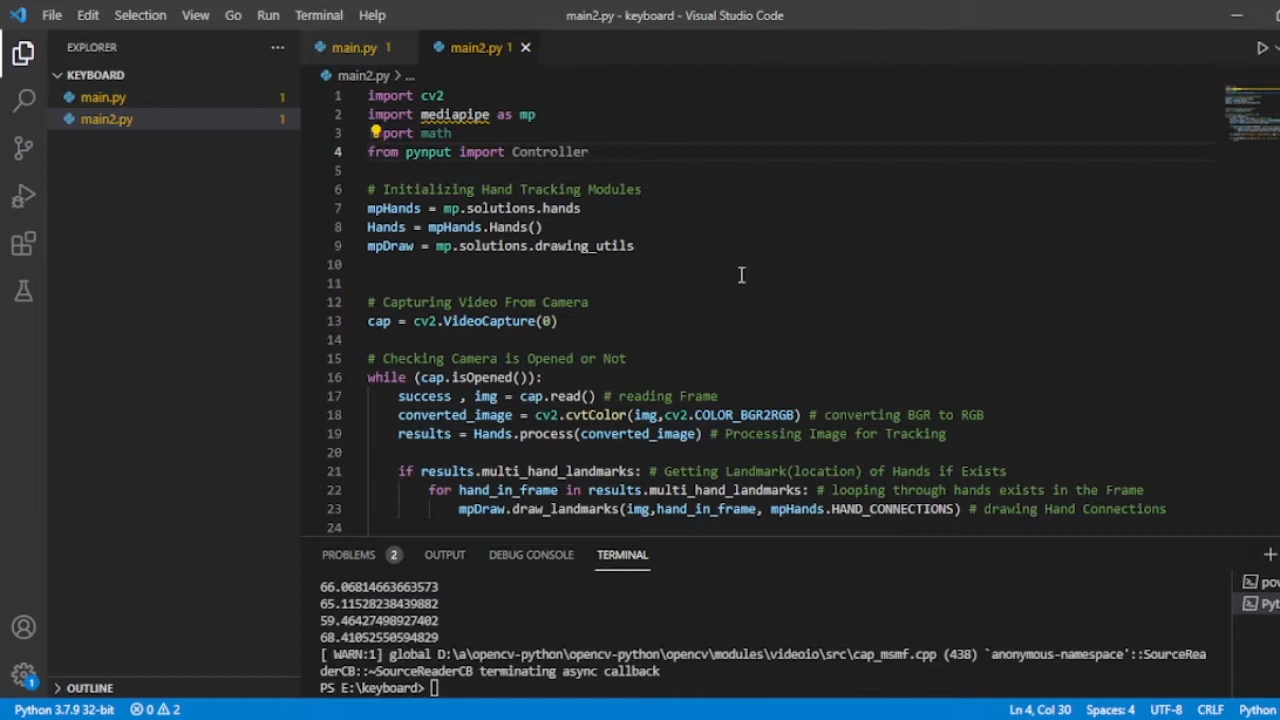 File Edit Selection View Go Run Terminal Help main2.py - keyboard - Visual Studio Code
EXPLORER ...
main.py 1 main2.py 1
KEYBOARD
main2.py > ...
main.py 1
main2.py 1
1 import cv2
2 import mediapipe as mp
3 port math
4 from pynput import Controller
5
6 # Initializing Hand Tracking Modules
7 mpHands = mp.solutions.hands
8 Hands = mpHands.Hands()
9 mpDraw = mp.solutions.drawing_utils
10
11
12 # Capturing Video From Camera
13 cap = cv2.VideoCapture(0)
14
15 # Checking Camera is Opened or Not
16 while (cap.isOpened()):
17 success , img = cap.read() # reading Frame
18 converted_image = cv2.cvtColor(img,cv2.COLOR_BGR2RGB) # converting BGR to RGB
19 results = Hands.process(converted_image) # Processing Image for Tracking
20
21 if results.multi_hand_landmarks: # Getting Landmark(location) of Hands if Exists
22 for hand_in_frame in results.multi_hand_landmarks: # looping through hands exists in the Frame
23 mpDraw.draw_landmarks(img,hand_in_frame, mpHands.HAND_CONNECTIONS) # drawing Hand Connections
24
PROBLEMS 2 OUTPUT DEBUG CONSOLE TERMINAL
66.06814663663573
65.11528238439882
59.46427498927402
68.41052550594829
[ WARN:1] global D:\a\opencv-python\opencv-python\opencv\modules\videoio\src\cap_msmf.cpp (438) `anonymous-namespace'::SourceRea
derCB::~SourceReaderCB terminating async callback
PS E:\keyboard>
pov
Pyt
OUTLINE
1
Python 3.7.9 32-bit 0 2 Ln 4, Col 30 Spaces: 4 UTF-8 CRLF Python